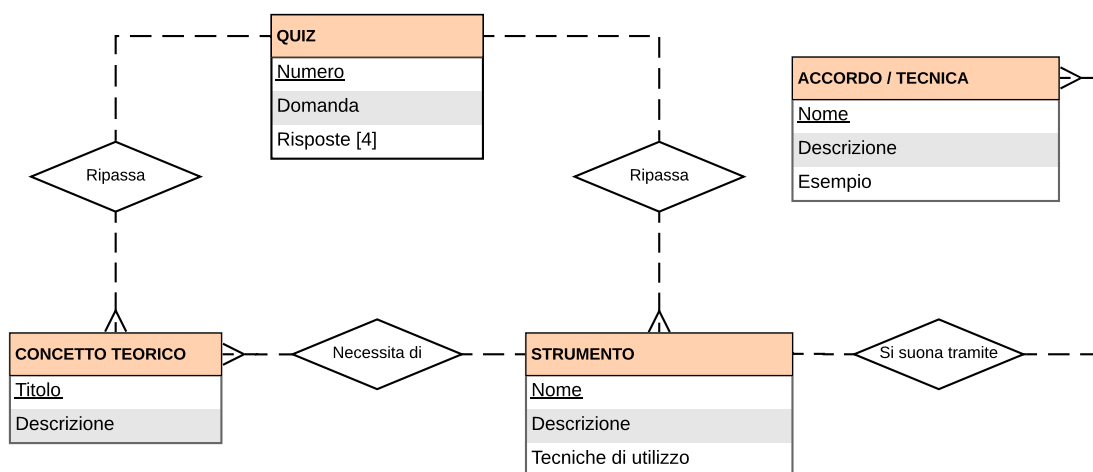 QUIZ
Numero
Domanda
Risposte [4]
ACCORDO / TECNICA
Nome
Descrizione
Esempio
Ripassa
Ripassa
CONCETTO TEORICO
Titolo
Descrizione
Necessita di
STRUMENTO
Nome
Descrizione
Tecniche di utilizzo
Si suona tramite